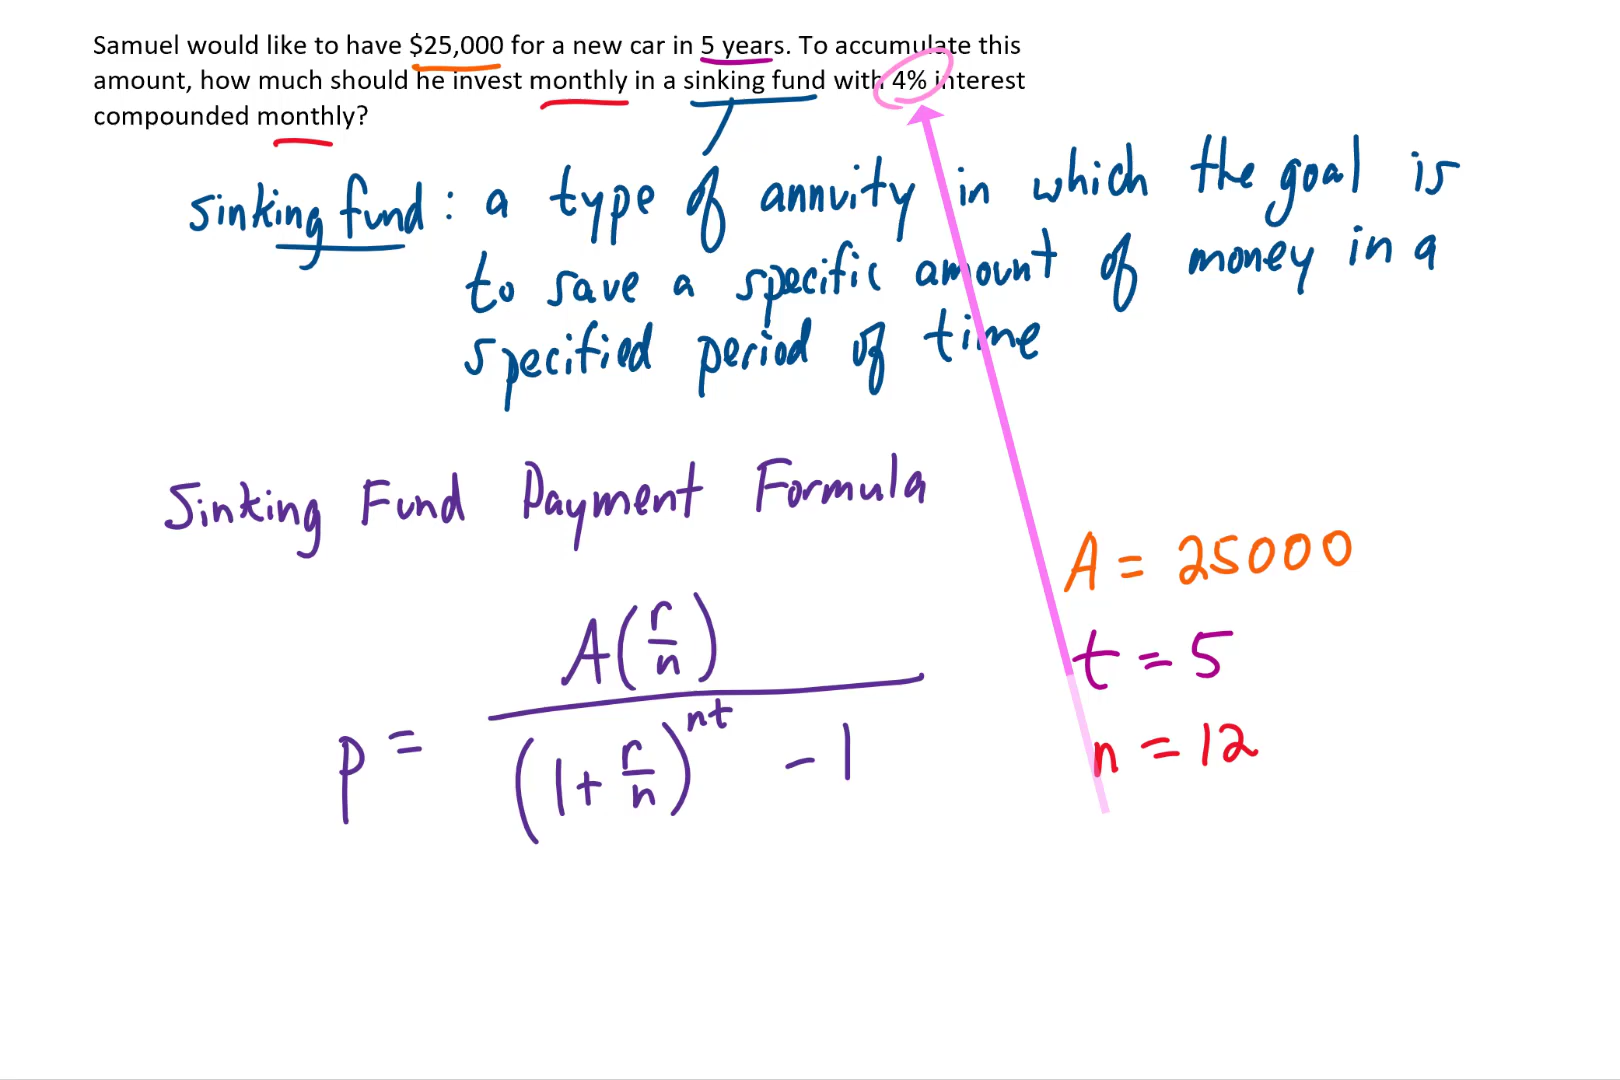 Samuel would like to have $25,000 for a new car in 5 years. To accumulate this
amount, how much should he invest monthly in a sinking fund with 4% interest
compounded monthly?
sinking fund : a type of annuity in which the goal is
to save a specific amount of money in a
specified period of time
Sinking Fund Payment Formula
A = 25000
t = 5
n = 12
p = A(r/n) / (1+r/n)^nt - 1